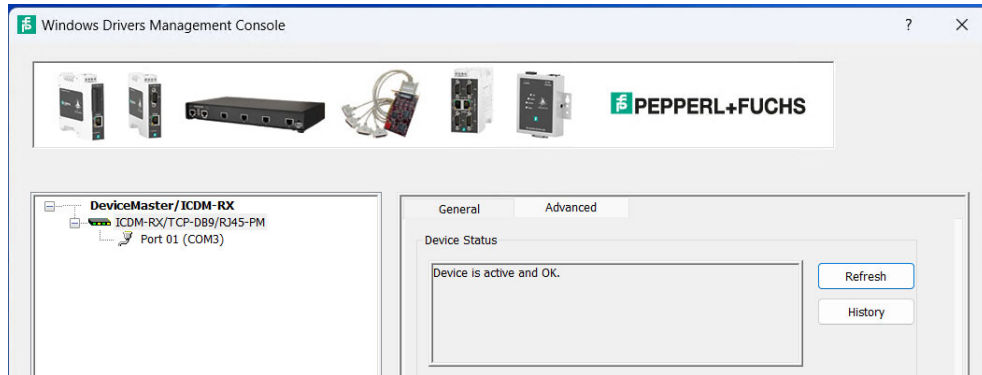 Windows Drivers Management Console
?
PEPPERL+FUCHS
DeviceMaster/ICDM-RX
ICDM-RX/TCP-DB9/RJ45-PM
Port 01 (COM3)
General
Advanced
Device Status
Device is active and OK.
Refresh
History